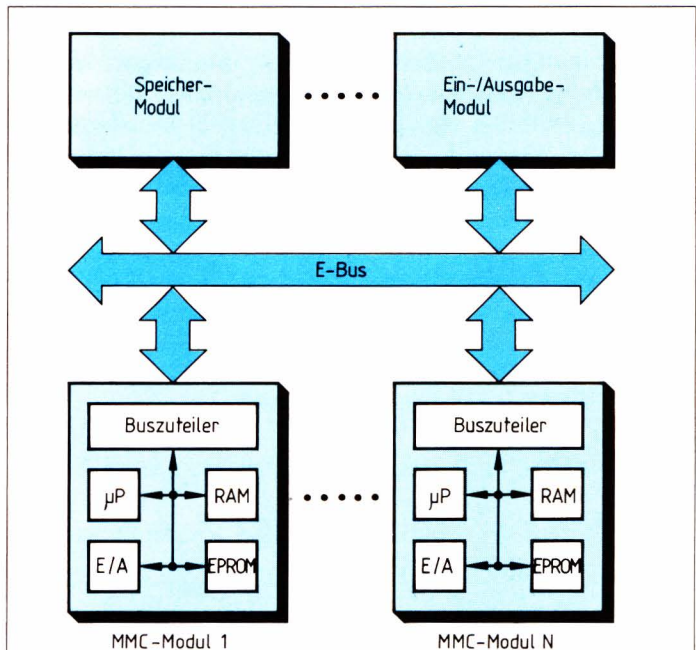 Speicher-
Modul
Ein-/Ausgabe-
Modul
E-Bus
Buszuteiler
µP
RAM
E/A
EPROM
MMC-Modul 1
Buszuteiler
µP
RAM
E/A
EPROM
MMC-Modul N